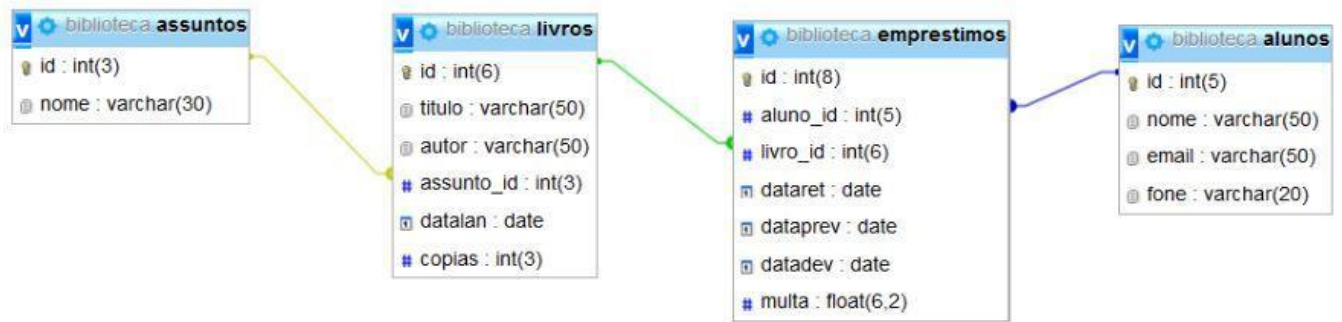 biblioteca assuntos
id : int(3)
nome : varchar(30)
biblioteca livros
id : int(6)
titulo : varchar(50)
autor : varchar(50)
assunto_id : int(3)
datalan : date
copias : int(3)
biblioteca emprestimos
id : int(8)
aluno_id : int(5)
livro_id : int(6)
dataret : date
dataprev : date
datadev : date
multa : float(6,2)
biblioteca alunos
id : int(5)
nome : varchar(50)
email : varchar(50)
fone : varchar(20)